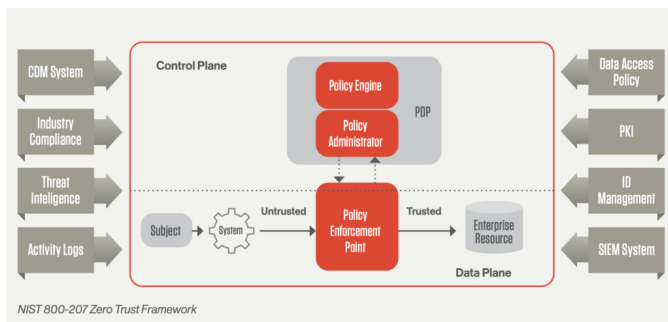 CDM System
Industry
Compliance
Threat
Inteligence
Activity Logs
Control Plane
Policy Engine
Policy
Administrator
PDP
Subject
System
Untrusted
Policy
Enforcement
Point
Trusted
Enterprise
Resource
Data Plane
Data Access
Policy
PKI
ID
Management
SIEM System
NIST 800-207 Zero Trust Framework